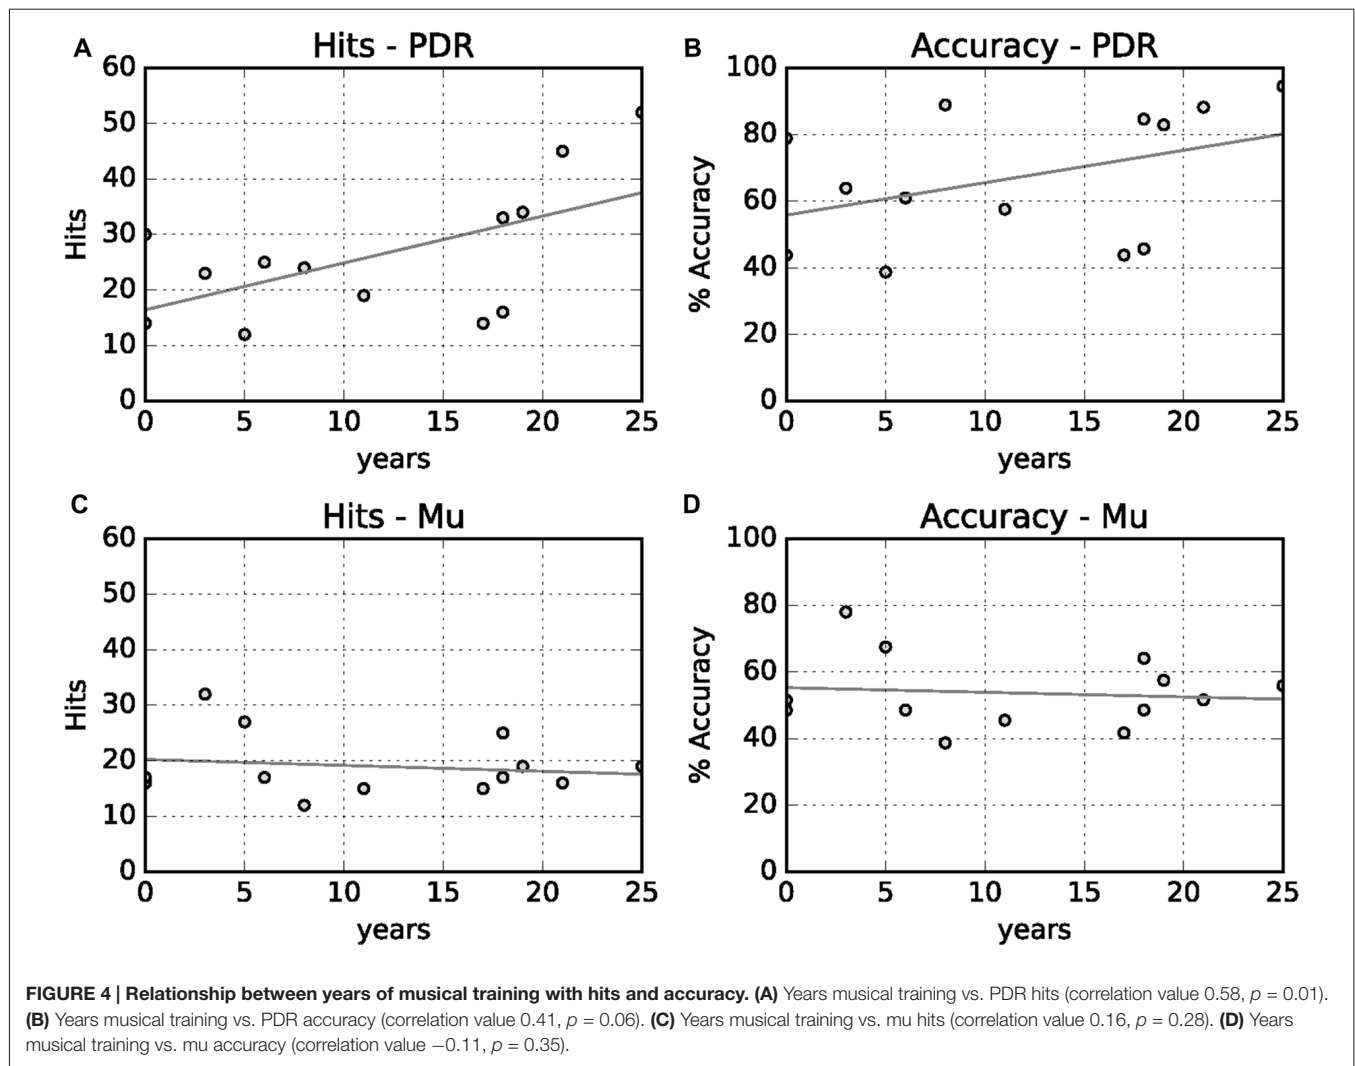 A
Hits - PDR
60
50
40
30
20
10
0
Hits
0 5 10 15 20 25
years
B
Accuracy - PDR
100
80
60
40
20
0
% Accuracy
0 5 10 15 20 25
years
C
Hits - Mu
60
50
40
30
20
10
0
Hits
0 5 10 15 20 25
years
D
Accuracy - Mu
100
80
60
40
20
0
% Accuracy
0 5 10 15 20 25
years
FIGURE 4 | Relationship between years of musical training with hits and accuracy. (A) Years musical training vs. PDR hits (correlation value 0.58, p = 0.01).
(B) Years musical training vs. PDR accuracy (correlation value 0.41, p = 0.06). (C) Years musical training vs. mu hits (correlation value 0.16, p = 0.28). (D) Years
musical training vs. mu accuracy (correlation value −0.11, p = 0.35).